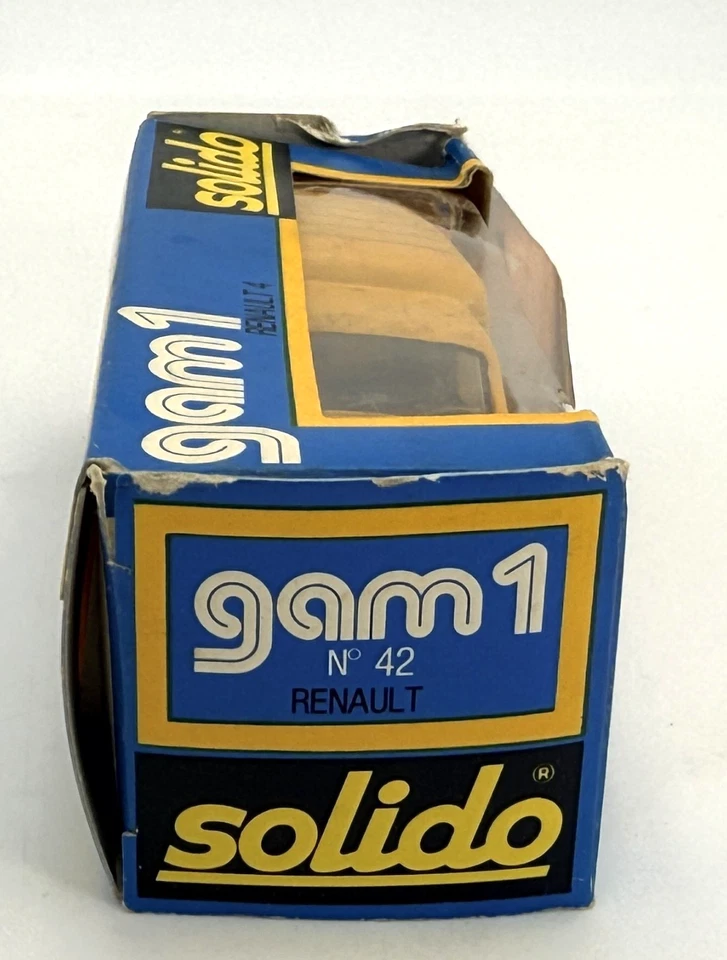 solido
gam1
RENAULT 4
gam1
N° 42
RENAULT
solido ®